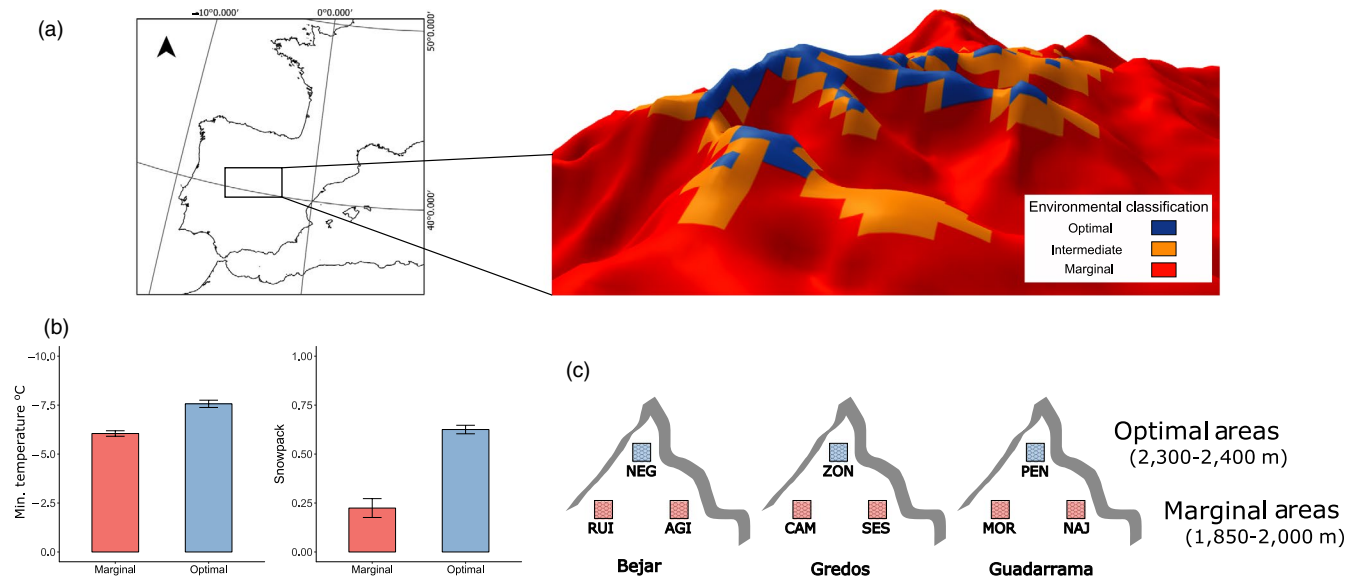 (a)
−10°0.000′
0°0.000′
50°0.000′
40°0.000′
Environmental classification
Optimal
Intermediate
Marginal
(b)
Min. temperature °C
−10.0
−7.5
−5.0
−2.5
0.0
Marginal
Optimal
Snowpack
1.00
0.75
0.50
0.25
0.00
Marginal
Optimal
(c)
NEG
RUI
AGI
Bejar
ZON
CAM
SES
Gredos
PEN
MOR
NAJ
Guadarrama
Optimal areas
(2,300-2,400 m)
Marginal areas
(1,850-2,000 m)